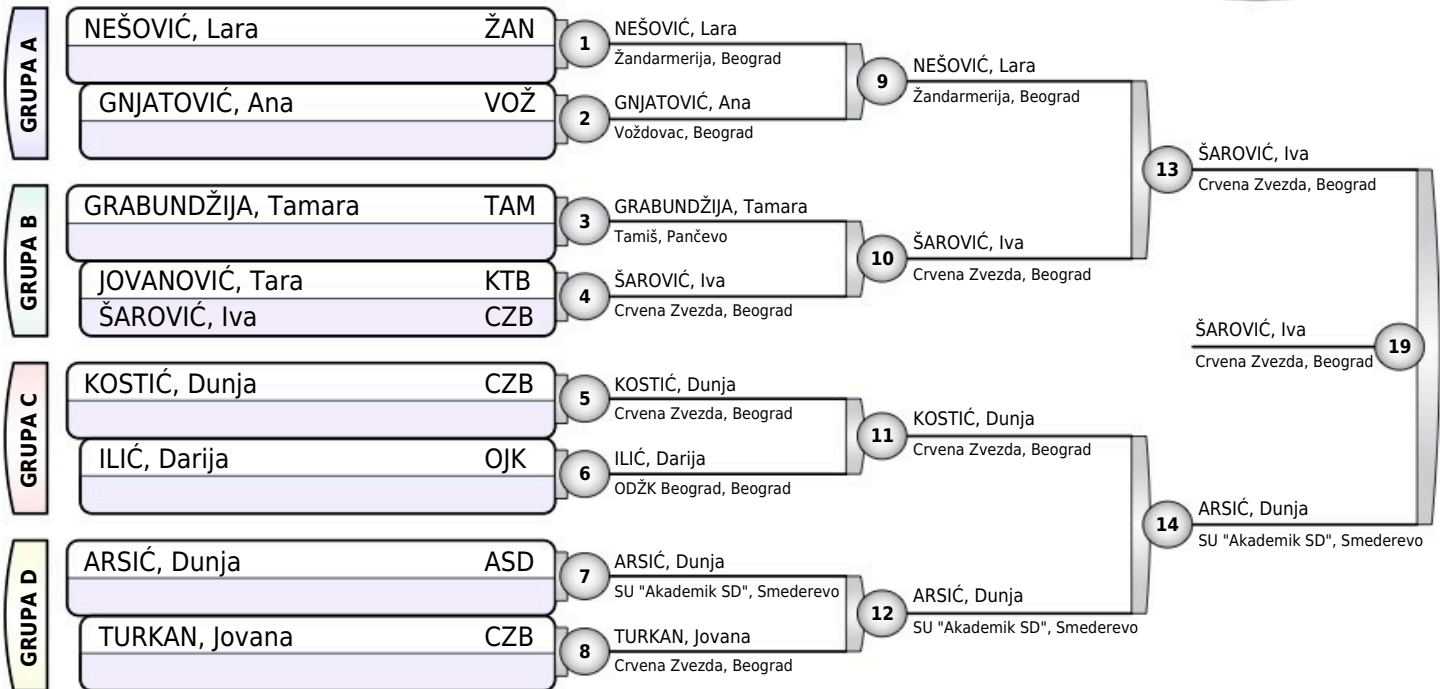 GRUPA A
NEŠOVIĆ, Lara ŽAN
GNJATOVIĆ, Ana VOŽ
GRUPA B
GRABUNDŽIJA, Tamara TAM
JOVANOVIĆ, Tara KTB
ŠAROVIĆ, Iva CZB
GRUPA C
KOSTIĆ, Dunja CZB
ILIĆ, Darija OJK
GRUPA D
ARSIĆ, Dunja ASD
TURKAN, Jovana CZB
1
NEŠOVIĆ, Lara
Žandarmerija, Beograd
2
GNJATOVIĆ, Ana
Voždovac, Beograd
3
GRABUNDŽIJA, Tamara
Tamiš, Pančevo
4
ŠAROVIĆ, Iva
Crvena Zvezda, Beograd
5
KOSTIĆ, Dunja
Crvena Zvezda, Beograd
6
ILIĆ, Darija
ODŽK Beograd, Beograd
7
ARSIĆ, Dunja
SU "Akademik SD", Smederevo
8
TURKAN, Jovana
Crvena Zvezda, Beograd
9
NEŠOVIĆ, Lara
Žandarmerija, Beograd
10
ŠAROVIĆ, Iva
Crvena Zvezda, Beograd
11
KOSTIĆ, Dunja
Crvena Zvezda, Beograd
12
ARSIĆ, Dunja
SU "Akademik SD", Smederevo
13
ŠAROVIĆ, Iva
Crvena Zvezda, Beograd
14
ARSIĆ, Dunja
SU "Akademik SD", Smederevo
ŠAROVIĆ, Iva
Crvena Zvezda, Beograd
19